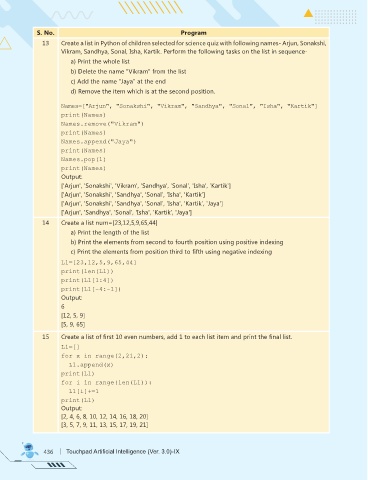 S. No. Program
13 Create a list in Python of children selected for science quiz with following names- Arjun, Sonakshi,
Vikram, Sandhya, Sonal, Isha, Kartik. Perform the following tasks on the list in sequence-
a) Print the whole list
b) Delete the name "Vikram" from the list
c) Add the name "Jaya" at the end
d) Remove the item which is at the second position.
Names=["Arjun", "Sonakshi", "Vikram", "Sandhya", "Sonal", "Isha", "Kartik"]
print(Names)
Names.remove("Vikram")
print(Names)
Names.append("Jaya")
print(Names)
Names.pop(1)
print(Names)
Output:
['Arjun', 'Sonakshi', 'Vikram', 'Sandhya', 'Sonal', 'Isha', 'Kartik']
['Arjun', 'Sonakshi', 'Sandhya', 'Sonal', 'Isha', 'Kartik']
['Arjun', 'Sonakshi', 'Sandhya', 'Sonal', 'Isha', 'Kartik', 'Jaya']
['Arjun', 'Sandhya', 'Sonal', 'Isha', 'Kartik', 'Jaya']
14 Create a list num=[23,12,5,9,65,44]
a) Print the length of the list
b) Print the elements from second to fourth position using positive indexing
c) Print the elements from position third to fifth using negative indexing
L1=[23,12,5,9,65,44]
print(len(L1))
print(L1[1:4])
print(L1[-4:-1])
Output:
6
[12, 5, 9]
[5, 9, 65]
15 Create a list of first 10 even numbers, add 1 to each list item and print the final list.
L1=[]
for x in range(2,21,2):
L1.append(x)
print(L1)
for i in range(len(L1)):
L1[i]+=1
print(L1)
Output:
[2, 4, 6, 8, 10, 12, 14, 16, 18, 20]
[3, 5, 7, 9, 11, 13, 15, 17, 19, 21]
436 Touchpad Artificial Intelligence (Ver. 3.0)-IX